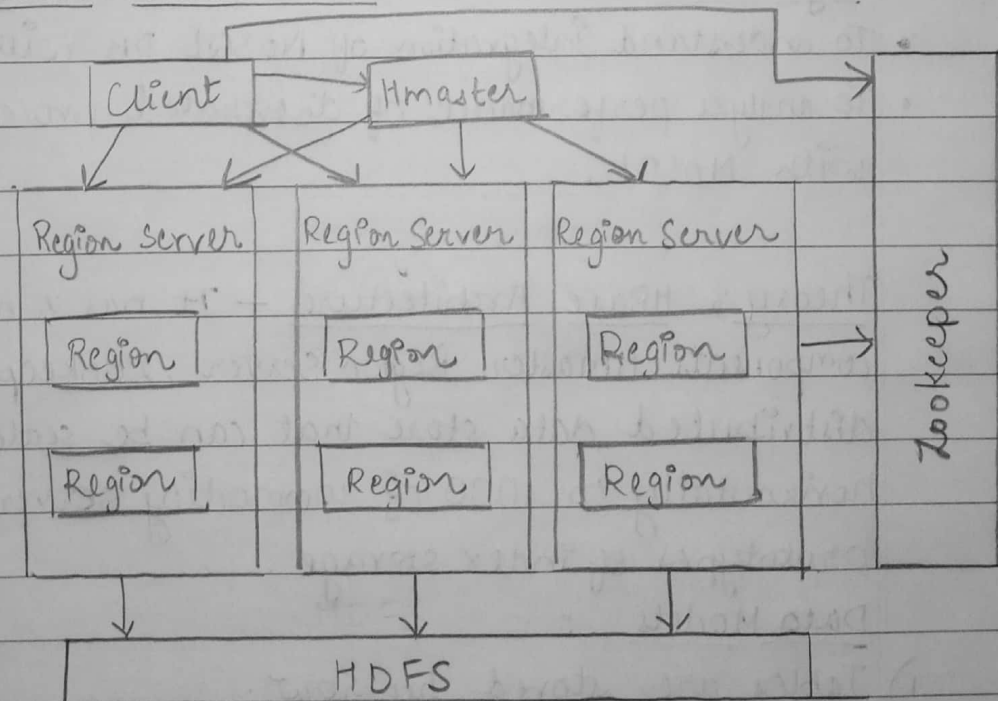 Client
Hmaster
Region Server
Region Server
Region Server
Region
Region
Region
Region
Region
Region
Zookeeper
HDFS